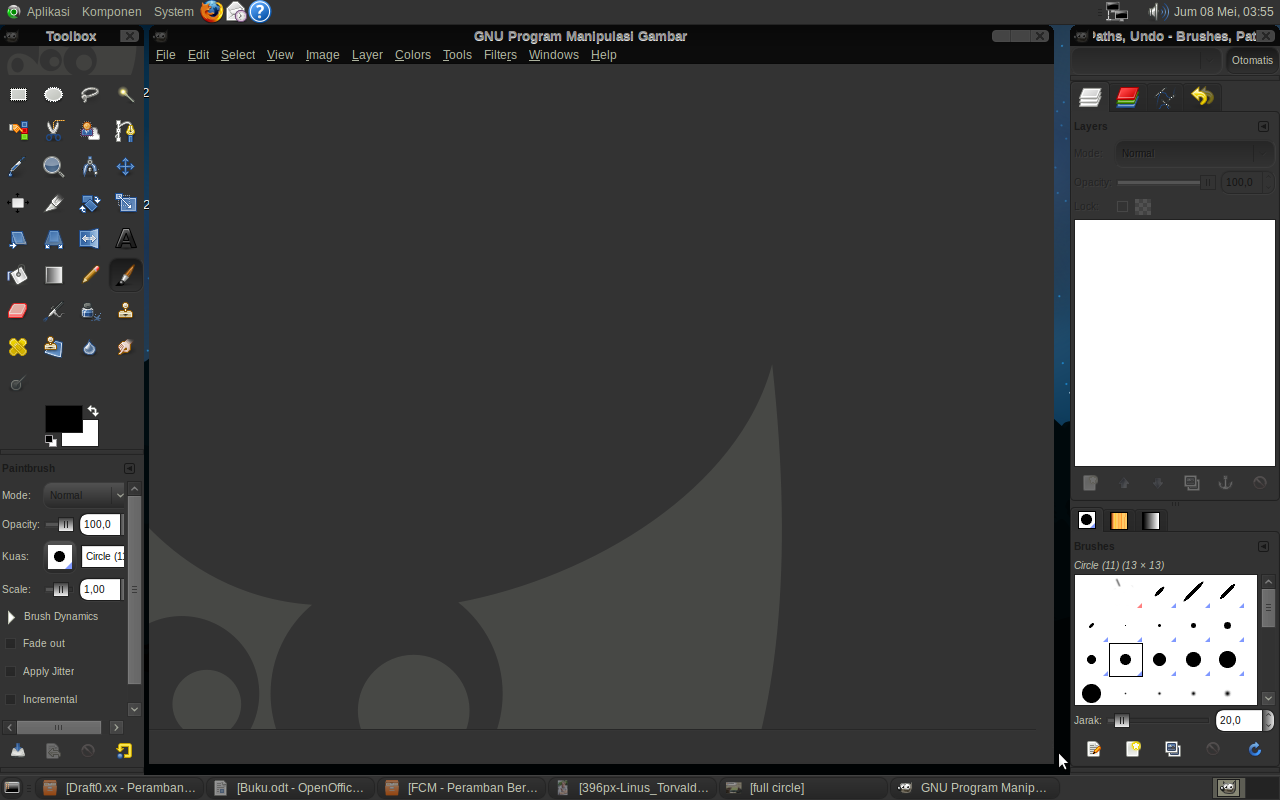 Aplikasi Komponen System Jum 08 Mei, 03:55
Toolbox
GNU Program Manipulasi Gambar
Paths, Undo - Brushes, Pat
File Edit Select View Image Layer Colors Tools Filters Windows Help
Otomatis
2
2
Layers
Mode: Normal
Opacity: 100,0
Lock:
Paintbrush
Mode: Normal
Opacity: 100,0
Kuas: Circle (11
Scale: 1,00
Brush Dynamics
Fade out
Apply Jitter
Incremental
Brushes
Circle (11) (13 × 13)
Jarak: 20,0
[Draft0.xx - Peramban... [Buku.odt - OpenOffic... [FCM - Peramban Ber... [396px-Linus_Torvald... [full circle] GNU Program Manip...